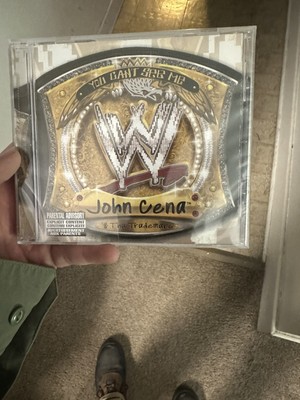 YOU CAN'T SEE ME
W
John Cena
& Tha Trademarc
PARENTAL ADVISORY
EXPLICIT CONTENT